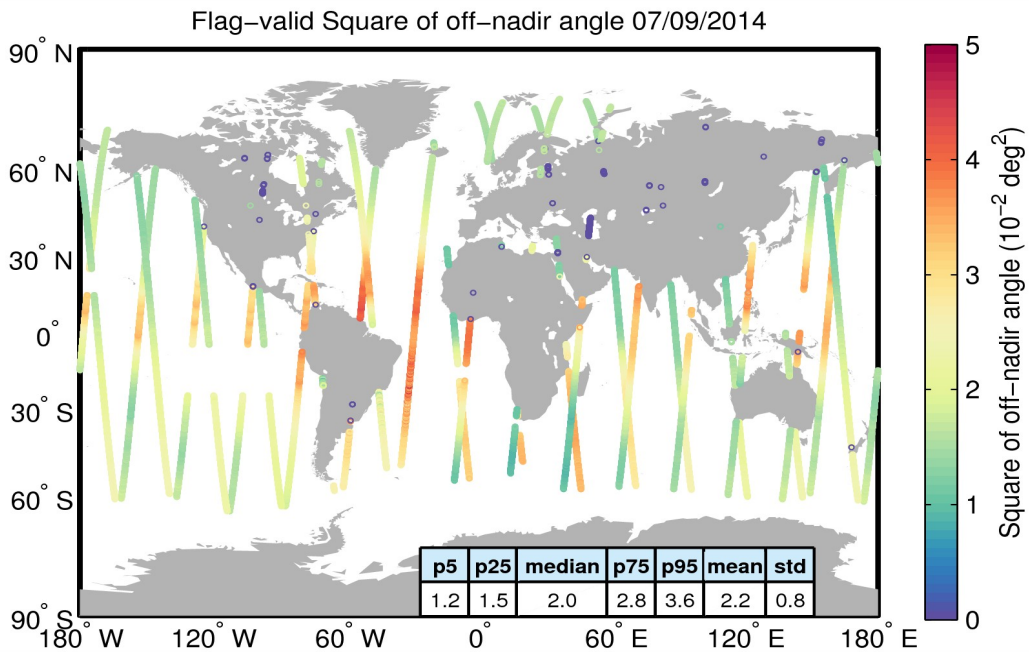 Flag−valid Square of off−nadir angle 07/09/2014
90° N
60° N
30° N
0°
30° S
60° S
90° S
180° W
120° W
60° W
0°
60° E
120° E
180° E
p5 p25 median p75 p95 mean std
1.2 1.5 2.0 2.8 3.6 2.2 0.8
5
4
3
2
1
0
Square of off−nadir angle (10⁻² deg²)